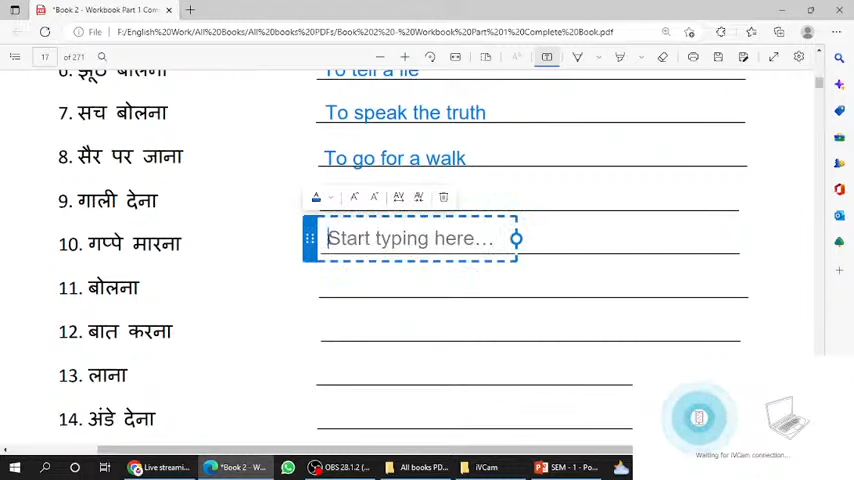 *Book 2 - Workbook Part 1 Com
File
F:/English%20Work/All%20Books/All%20books%20PDFs/Book%202%20-%20Workbook%20Part%201%20Complete%20Book.pdf
17 of 271
6. झूठ बोलना To tell a lie
7. सच बोलना To speak the truth
8. सैर पर जाना To go for a walk
9. गाली देना
10. गप्पे मारना Start typing here...
11. बोलना
12. बात करना
13. लाना
14. अंडे देना
Waiting for iVCam connection...
Live streami... *Book 2 - W... OBS 28.1.2 (... All books PD... iVCam SEM - 1 - Po...